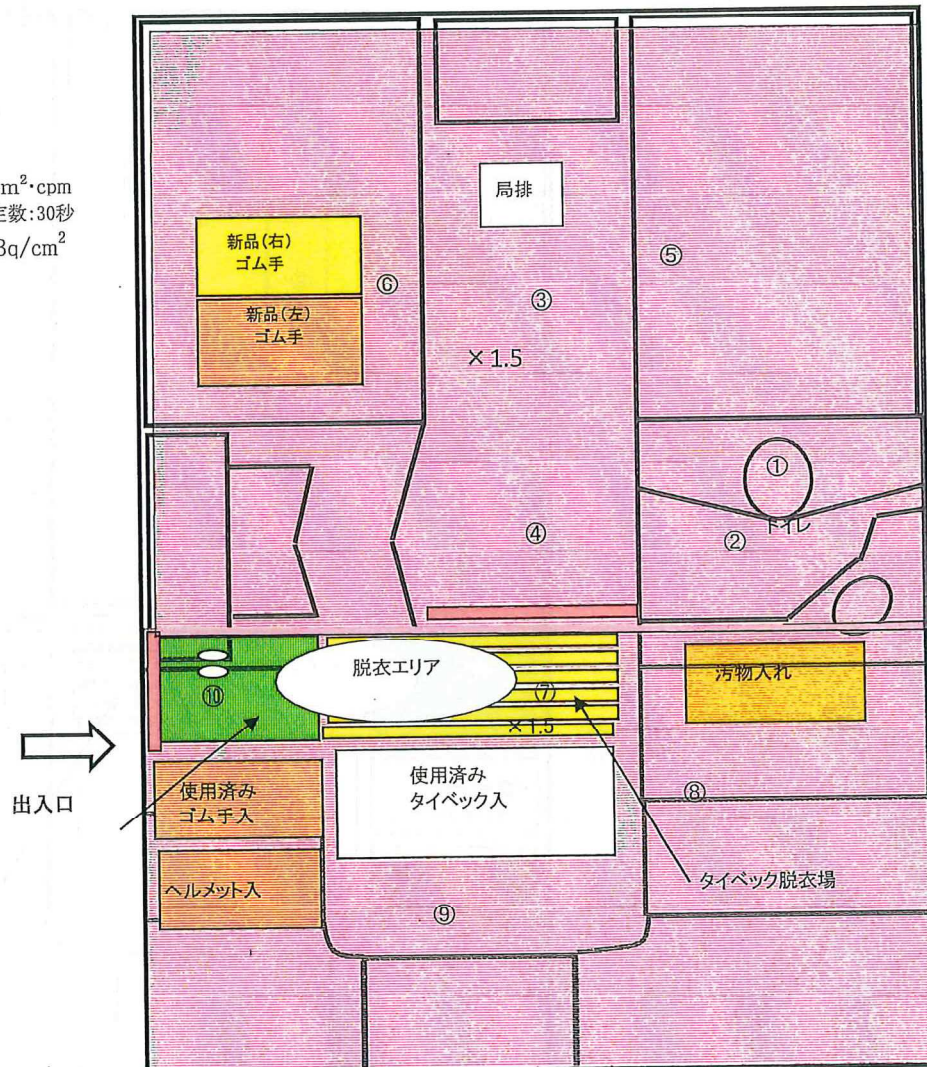 m²·cpm
定数:30秒
Bq/cm²
局排
新品(右)
ゴム手
⑥
⑤
③
新品(左)
ゴム手
×1.5
①
④
②
トイレ
脱衣エリア
汚物入れ
⑩
⑦
×1.5
出入口
使用済み
ゴム手入
使用済み
タイベック入
⑧
ヘルメット入
タイベック脱衣場
⑨